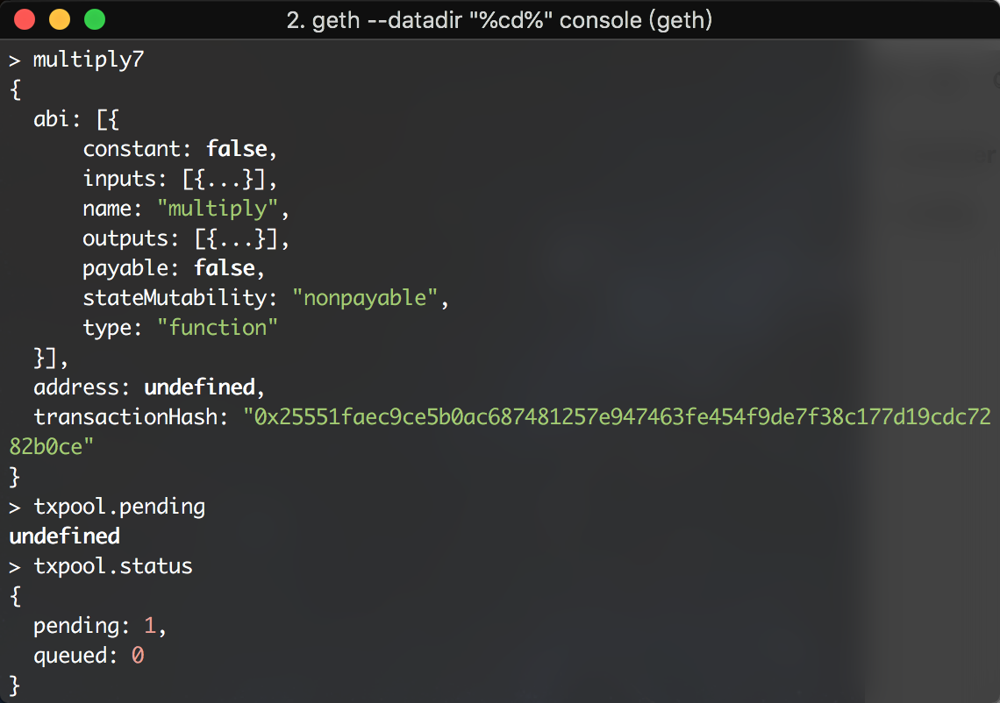 2. geth --datadir "%cd%" console (geth)
> multiply7
{
  abi: [{
      constant: false,
      inputs: [{...}],
      name: "multiply",
      outputs: [{...}],
      payable: false,
      stateMutability: "nonpayable",
      type: "function"
  }],
  address: undefined,
  transactionHash: "0x25551faec9ce5b0ac687481257e947463fe454f9de7f38c177d19cdc72
82b0ce"
}
> txpool.pending
undefined
> txpool.status
{
  pending: 1,
  queued: 0
}